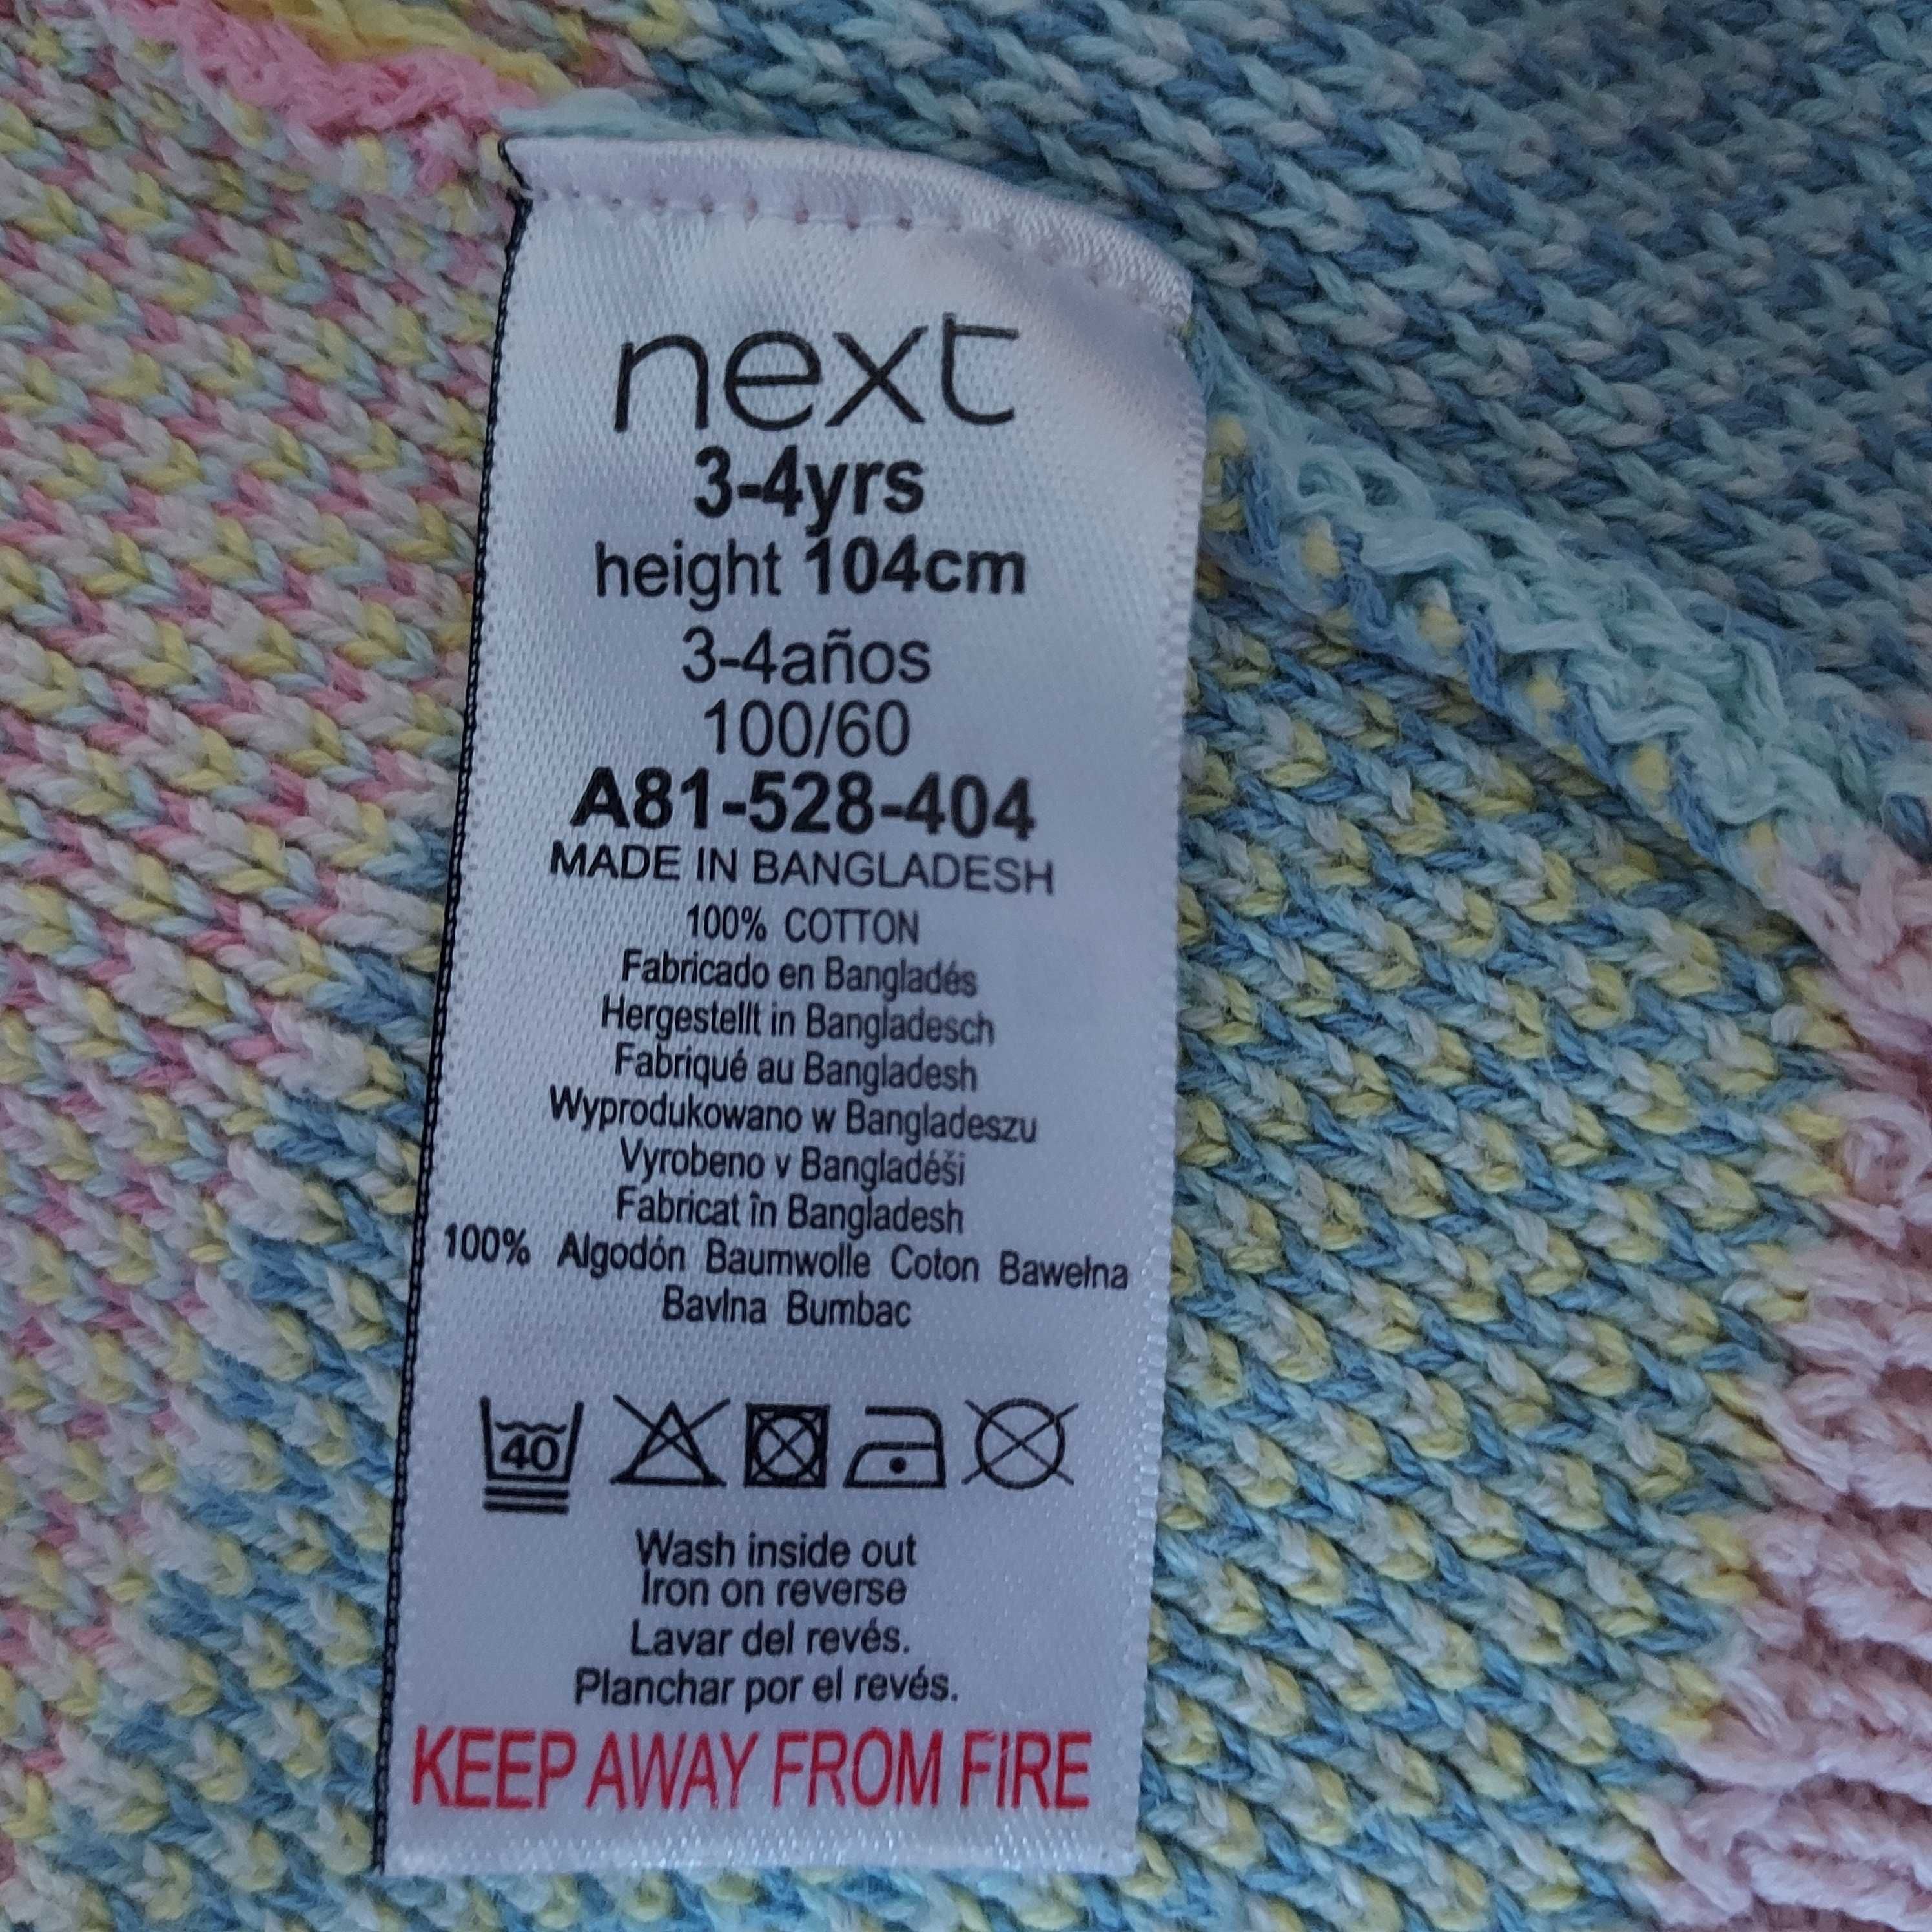 next
3-4yrs
height 104cm
3-4años
100/60
A81-528-404
MADE IN BANGLADESH
100% COTTON
Fabricado en Bangladés
Hergestellt in Bangladesch
Fabriqué au Bangladesh
Wyprodukowano w Bangladeszu
Vyrobeno v Bangladéši
Fabricat în Bangladesh
100% Algodón Baumwolle Coton Bawełna
Bavlna Bumbac
40
Wash inside out
Iron on reverse
Lavar del revés.
Planchar por el revés.
KEEP AWAY FROM FIRE